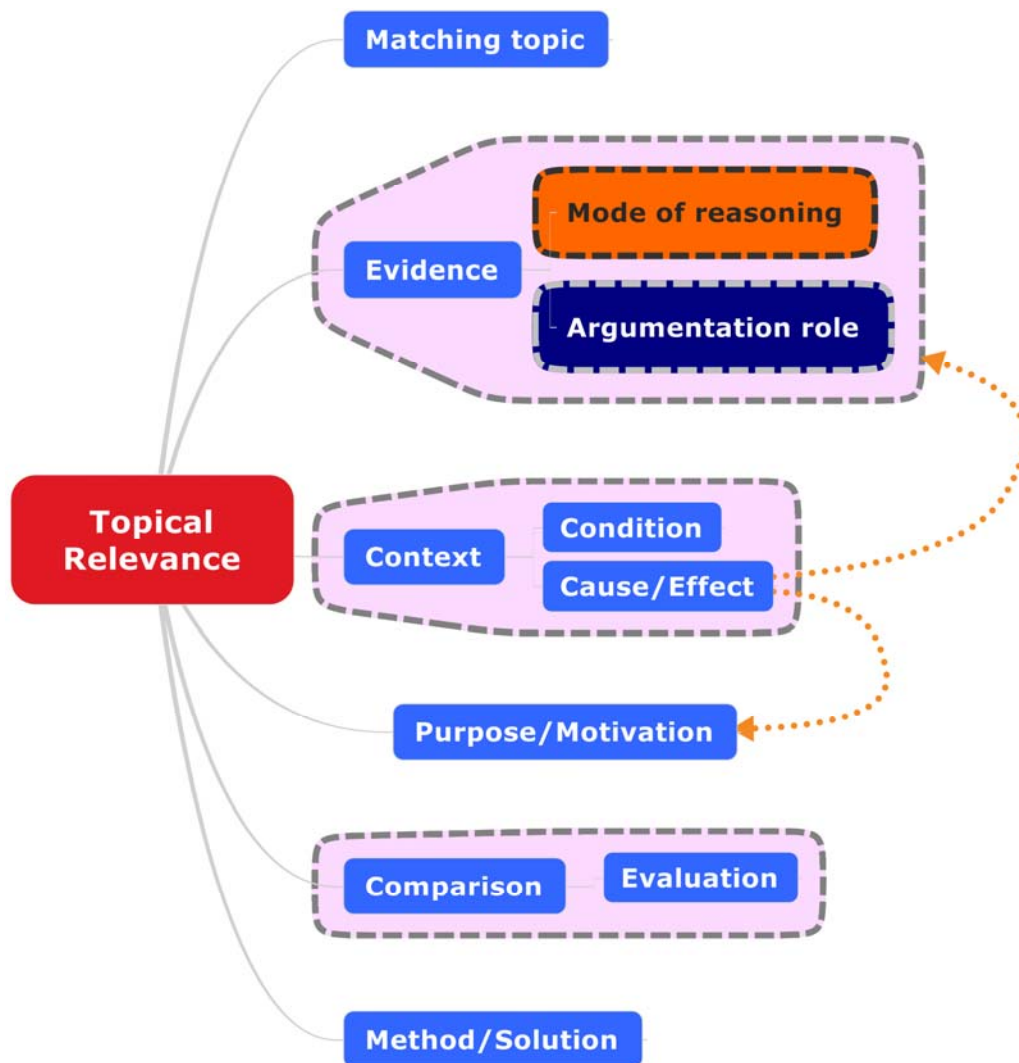 Matching topic
Mode of reasoning
Evidence
Argumentation role
Topical
Relevance
Context
Condition
Cause/Effect
Purpose/Motivation
Comparison
Evaluation
Method/Solution